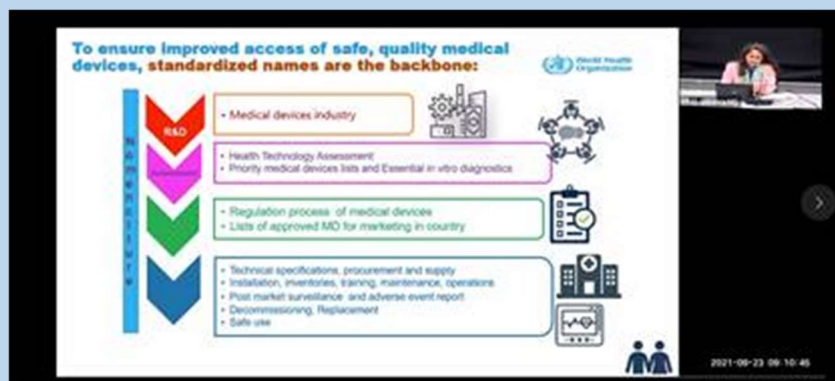 To ensure improved access of safe, quality medical
devices, standardized names are the backbone:
World Health
Organization
Nomenclature
R&D
• Medical devices industry
• Health Technology Assessment
• Priority medical devices lists and Essential in vitro diagnostics
• Regulation process of medical devices
• Lists of approved MD for marketing in country
• Technical specifications, procurement and supply
• Installation, inventories, training, maintenance, operations
• Post market surveillance and adverse event report
• Decommissioning, Replacement
• Safe use
2021-06-23 09:10:45